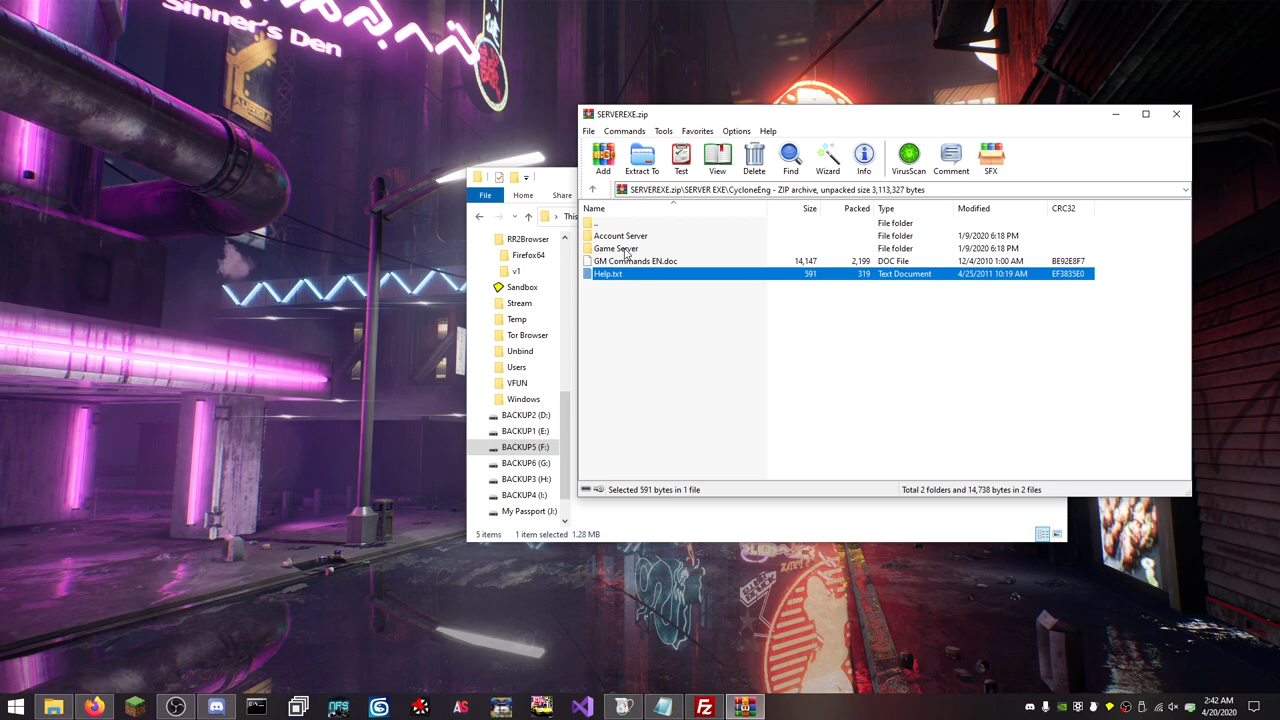 Sinner's Den
SERVEREXE.zip
File Commands Tools Favorites Options Help
Add Extract To Test View Delete Find Wizard Info VirusScan Comment SFX
SERVEREXE.zip\SERVER EXE\CycloneEng - ZIP archive, unpacked size 3,113,327 bytes
Name Size Packed Type Modified CRC32
.. File folder
Account Server File folder 1/9/2020 6:18 PM
Game Server File folder 1/9/2020 6:18 PM
GM Commands EN.doc 14,147 2,199 DOC File 12/4/2010 1:00 AM BE92E8F7
Help.txt 591 319 Text Document 4/25/2011 10:19 AM EF3835E0
Selected 591 bytes in 1 file Total 2 folders and 14,738 bytes in 2 files
File Home Share
This
RR2Browser
Firefox64
v1
Sandbox
Stream
Temp
Tor Browser
Unbind
Users
VFUN
Windows
BACKUP2 (D:)
BACKUP1 (E:)
BACKUP5 (F:)
BACKUP6 (G:)
BACKUP3 (H:)
BACKUP4 (I:)
My Passport (J:)
5 items 1 item selected 1.28 MB
2:42 AM
4/20/2020